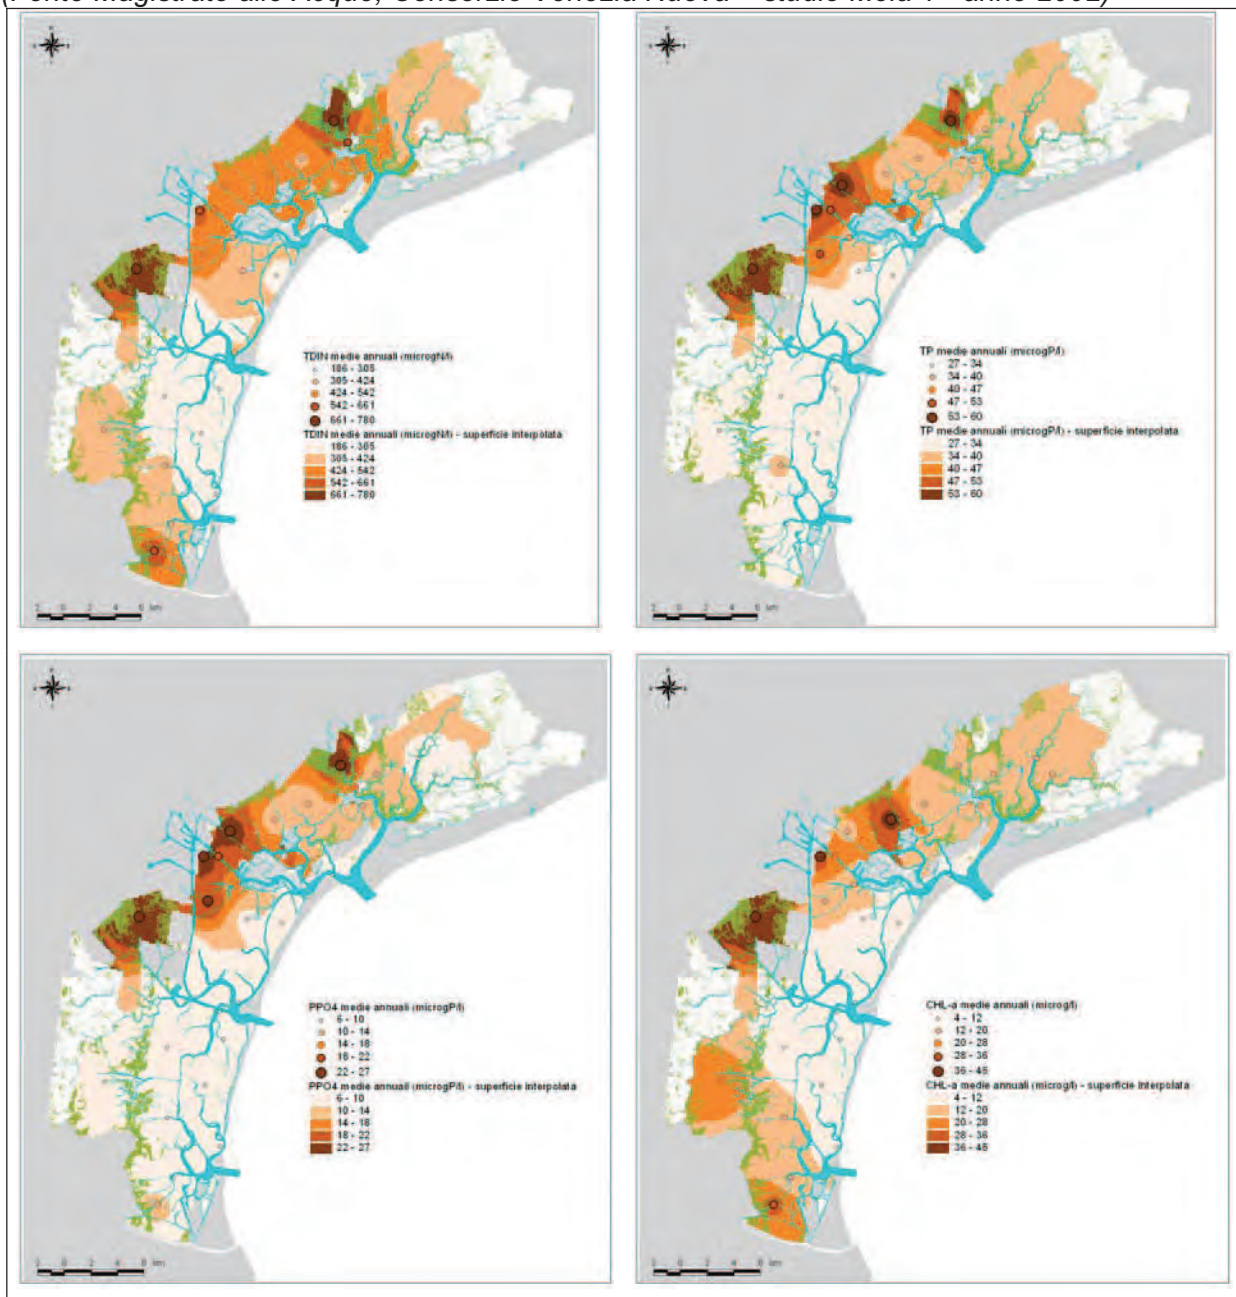 (Fonte Magistrato alle Acque, Consorzio Venezia Nuova – studio Mela 1 – anno 2002)
TDIN medie annuali (microgN/l)
186 - 305
305 - 424
424 - 542
542 - 661
661 - 780
TDIN medie annuali (microgN/l) - superficie interpolata
186 - 305
305 - 424
424 - 542
542 - 661
661 - 780
km
TP medie annuali (microgP/l)
27 - 34
34 - 40
40 - 47
47 - 53
53 - 60
TP medie annuali (microgP/l) - superficie interpolata
27 - 34
34 - 40
40 - 47
47 - 53
53 - 60
km
PPO4 medie annuali (microgP/l)
6 - 10
10 - 14
14 - 18
18 - 22
22 - 27
PPO4 medie annuali (microgP/l) - superficie interpolata
6 - 10
10 - 14
14 - 18
18 - 22
22 - 27
km
CHL-a medie annuali (microg/l)
4 - 12
12 - 20
20 - 28
28 - 36
36 - 45
CHL-a medie annuali (microg/l) - superficie interpolata
4 - 12
12 - 20
20 - 28
28 - 36
36 - 45
km